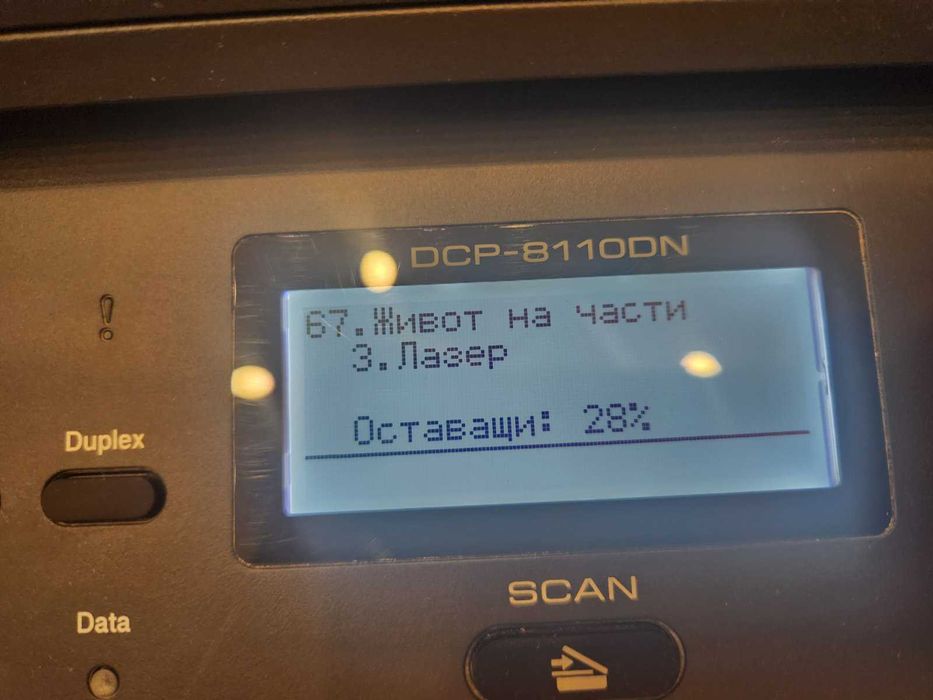 DCP-8110DN
67.Живот на части
3.Лазер
Оставащи: 28%
Duplex
SCAN
Data